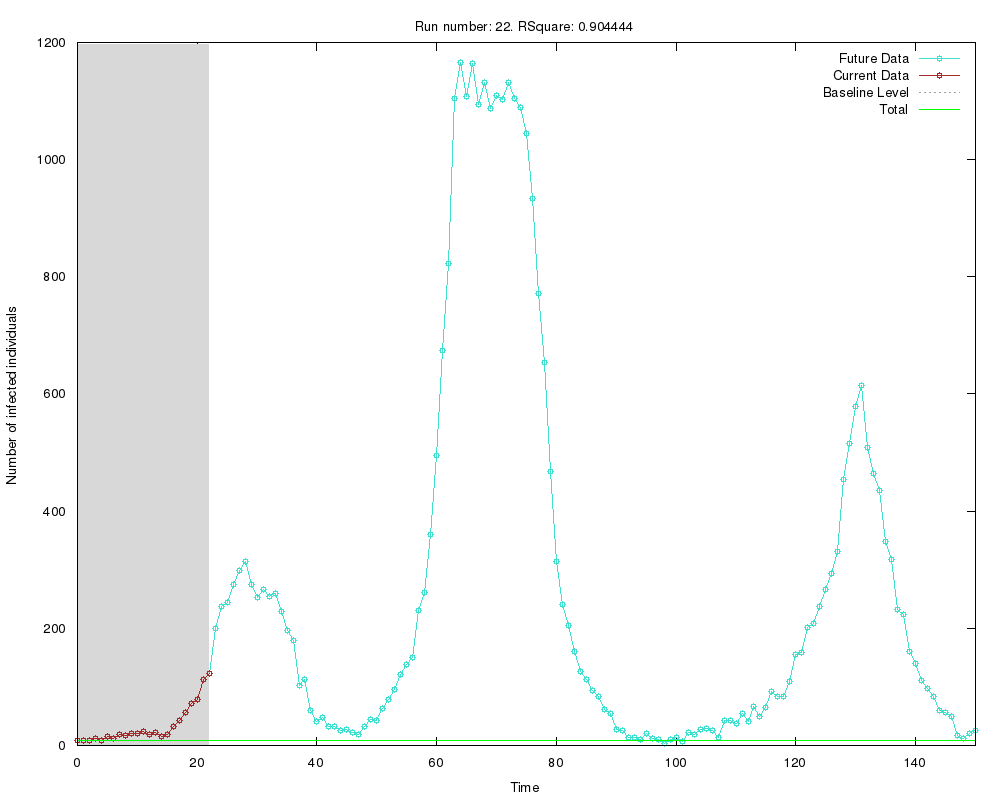 Run number: 22. RSquare: 0.904444
1200
1000
800
600
400
200
0
Number of infected individuals
Future Data
Current Data
Baseline Level
Total
0
20
40
60
80
100
120
140
Time